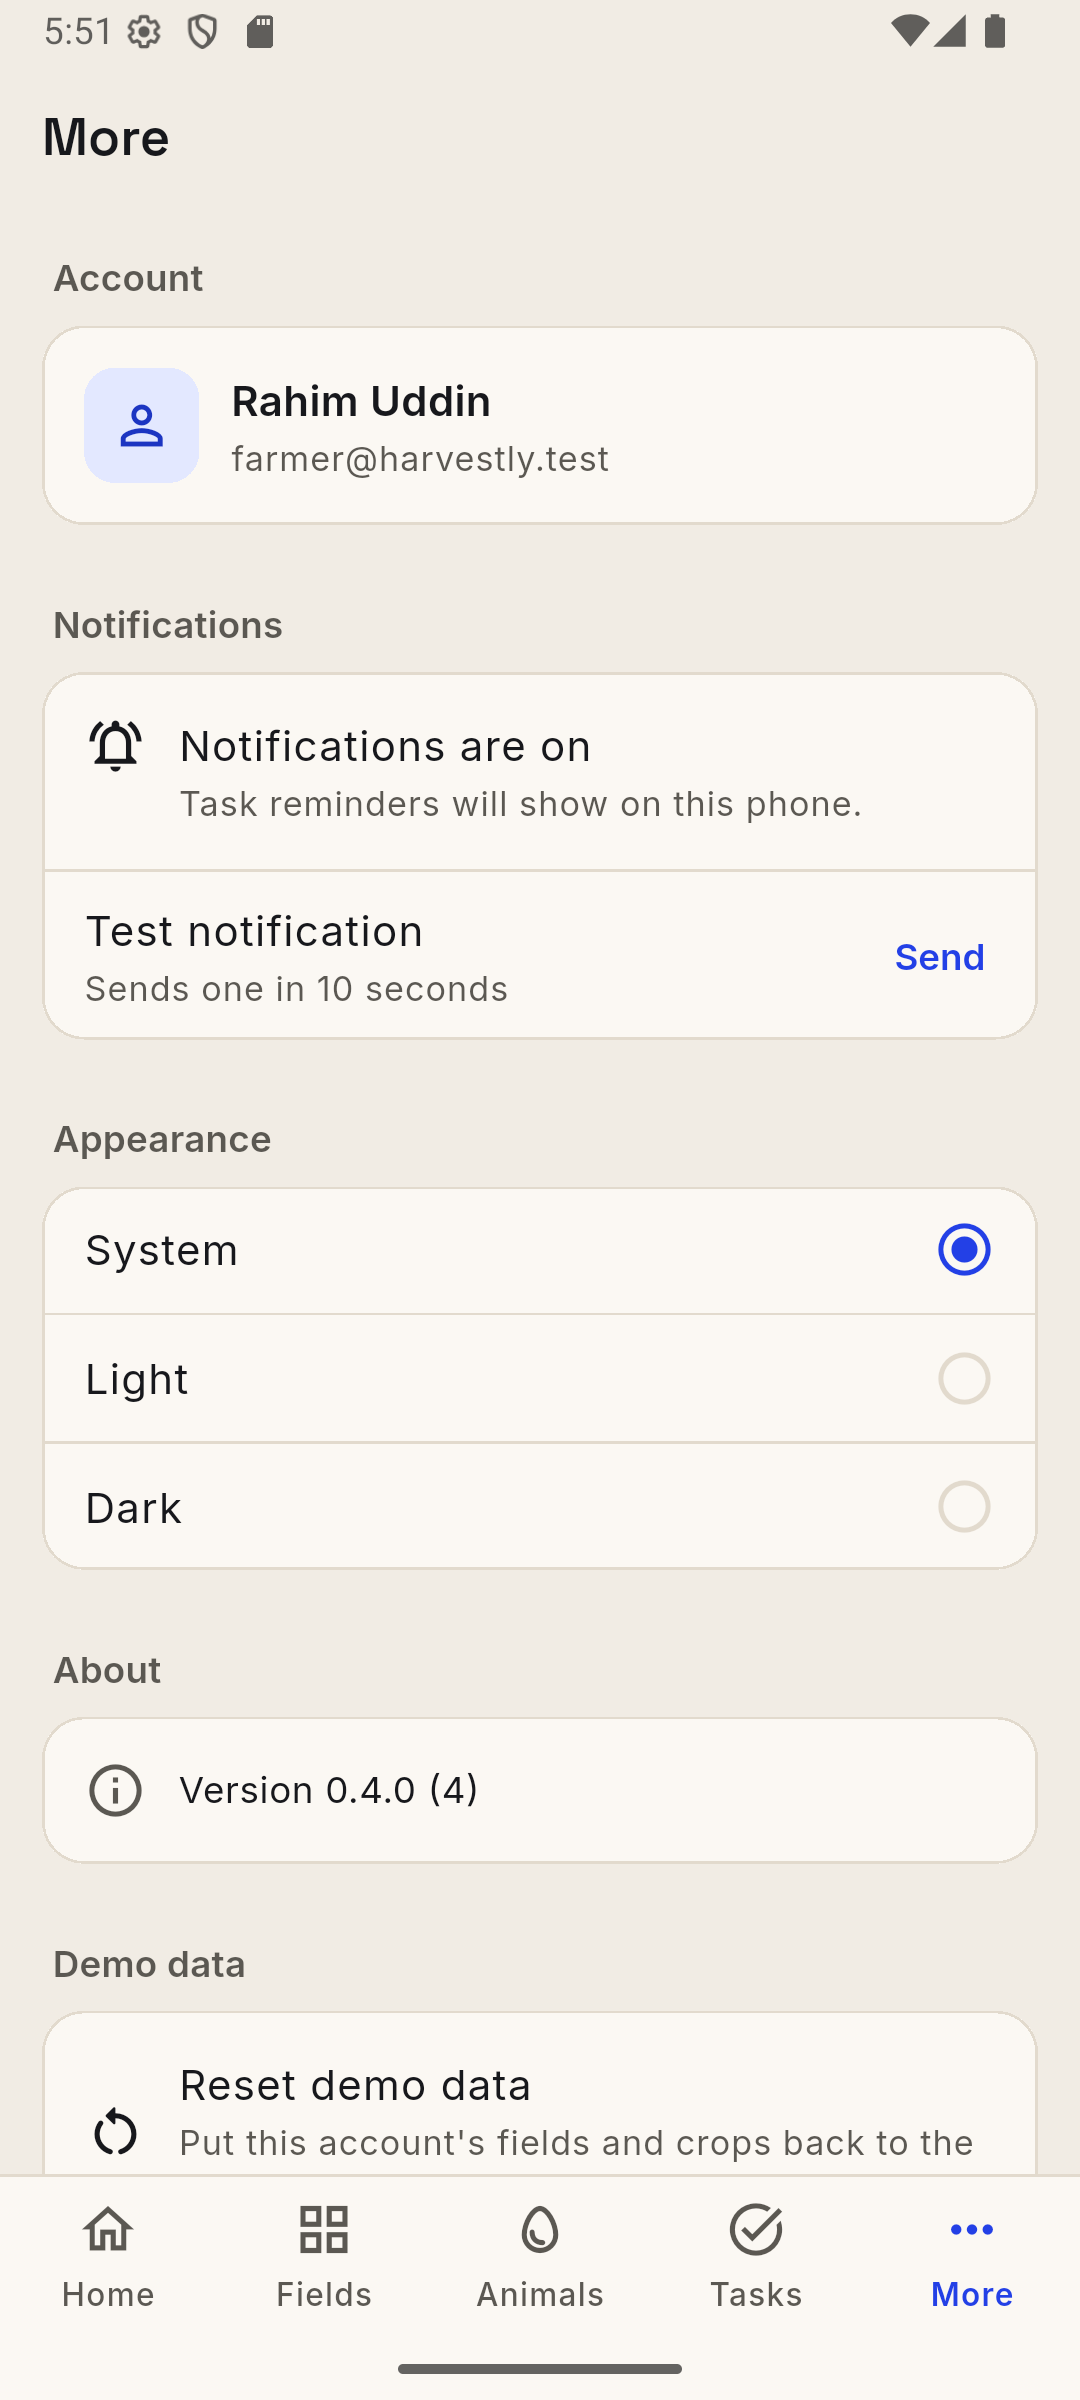 5:51
More
Account
Rahim Uddin
farmer@harvestly.test
Notifications
Notifications are on
Task reminders will show on this phone.
Test notification
Sends one in 10 seconds
Send
Appearance
System
Light
Dark
About
Version 0.4.0 (4)
Demo data
Reset demo data
Put this account's fields and crops back to the
Home
Fields
Animals
Tasks
More